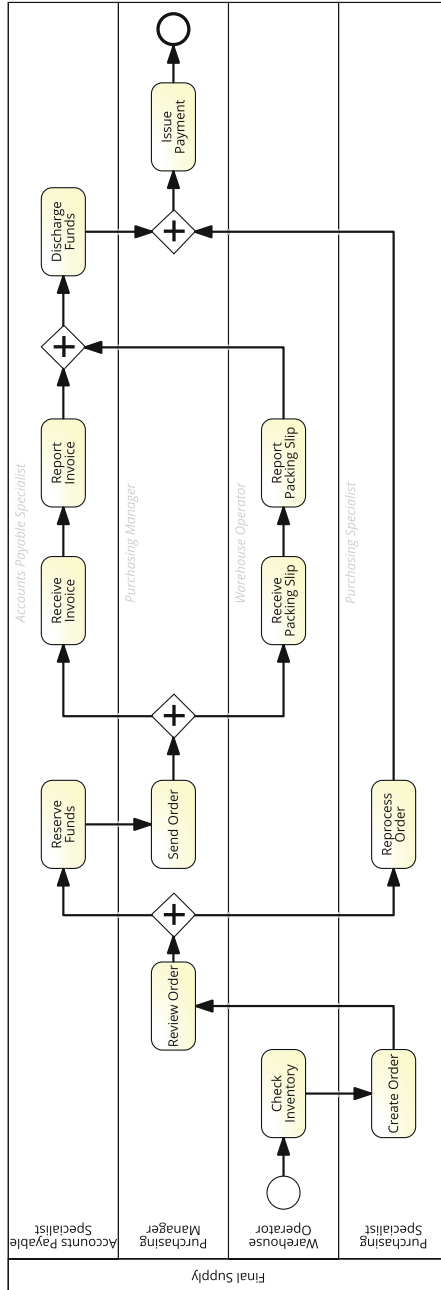 Final Supply
Accounts Payable
Specialist
Purchasing
Manager
Warehouse
Operator
Purchasing
Specialist
Accounts Payable Specialist
Purchasing Manager
Warehouse Operator
Purchasing Specialist
Check
Inventory
Create Order
Review Order
Reserve
Funds
Send Order
Reprocess
Order
Receive
Invoice
Report
Invoice
Receive
Packing Slip
Report
Packing Slip
Discharge
Funds
Issue
Payment